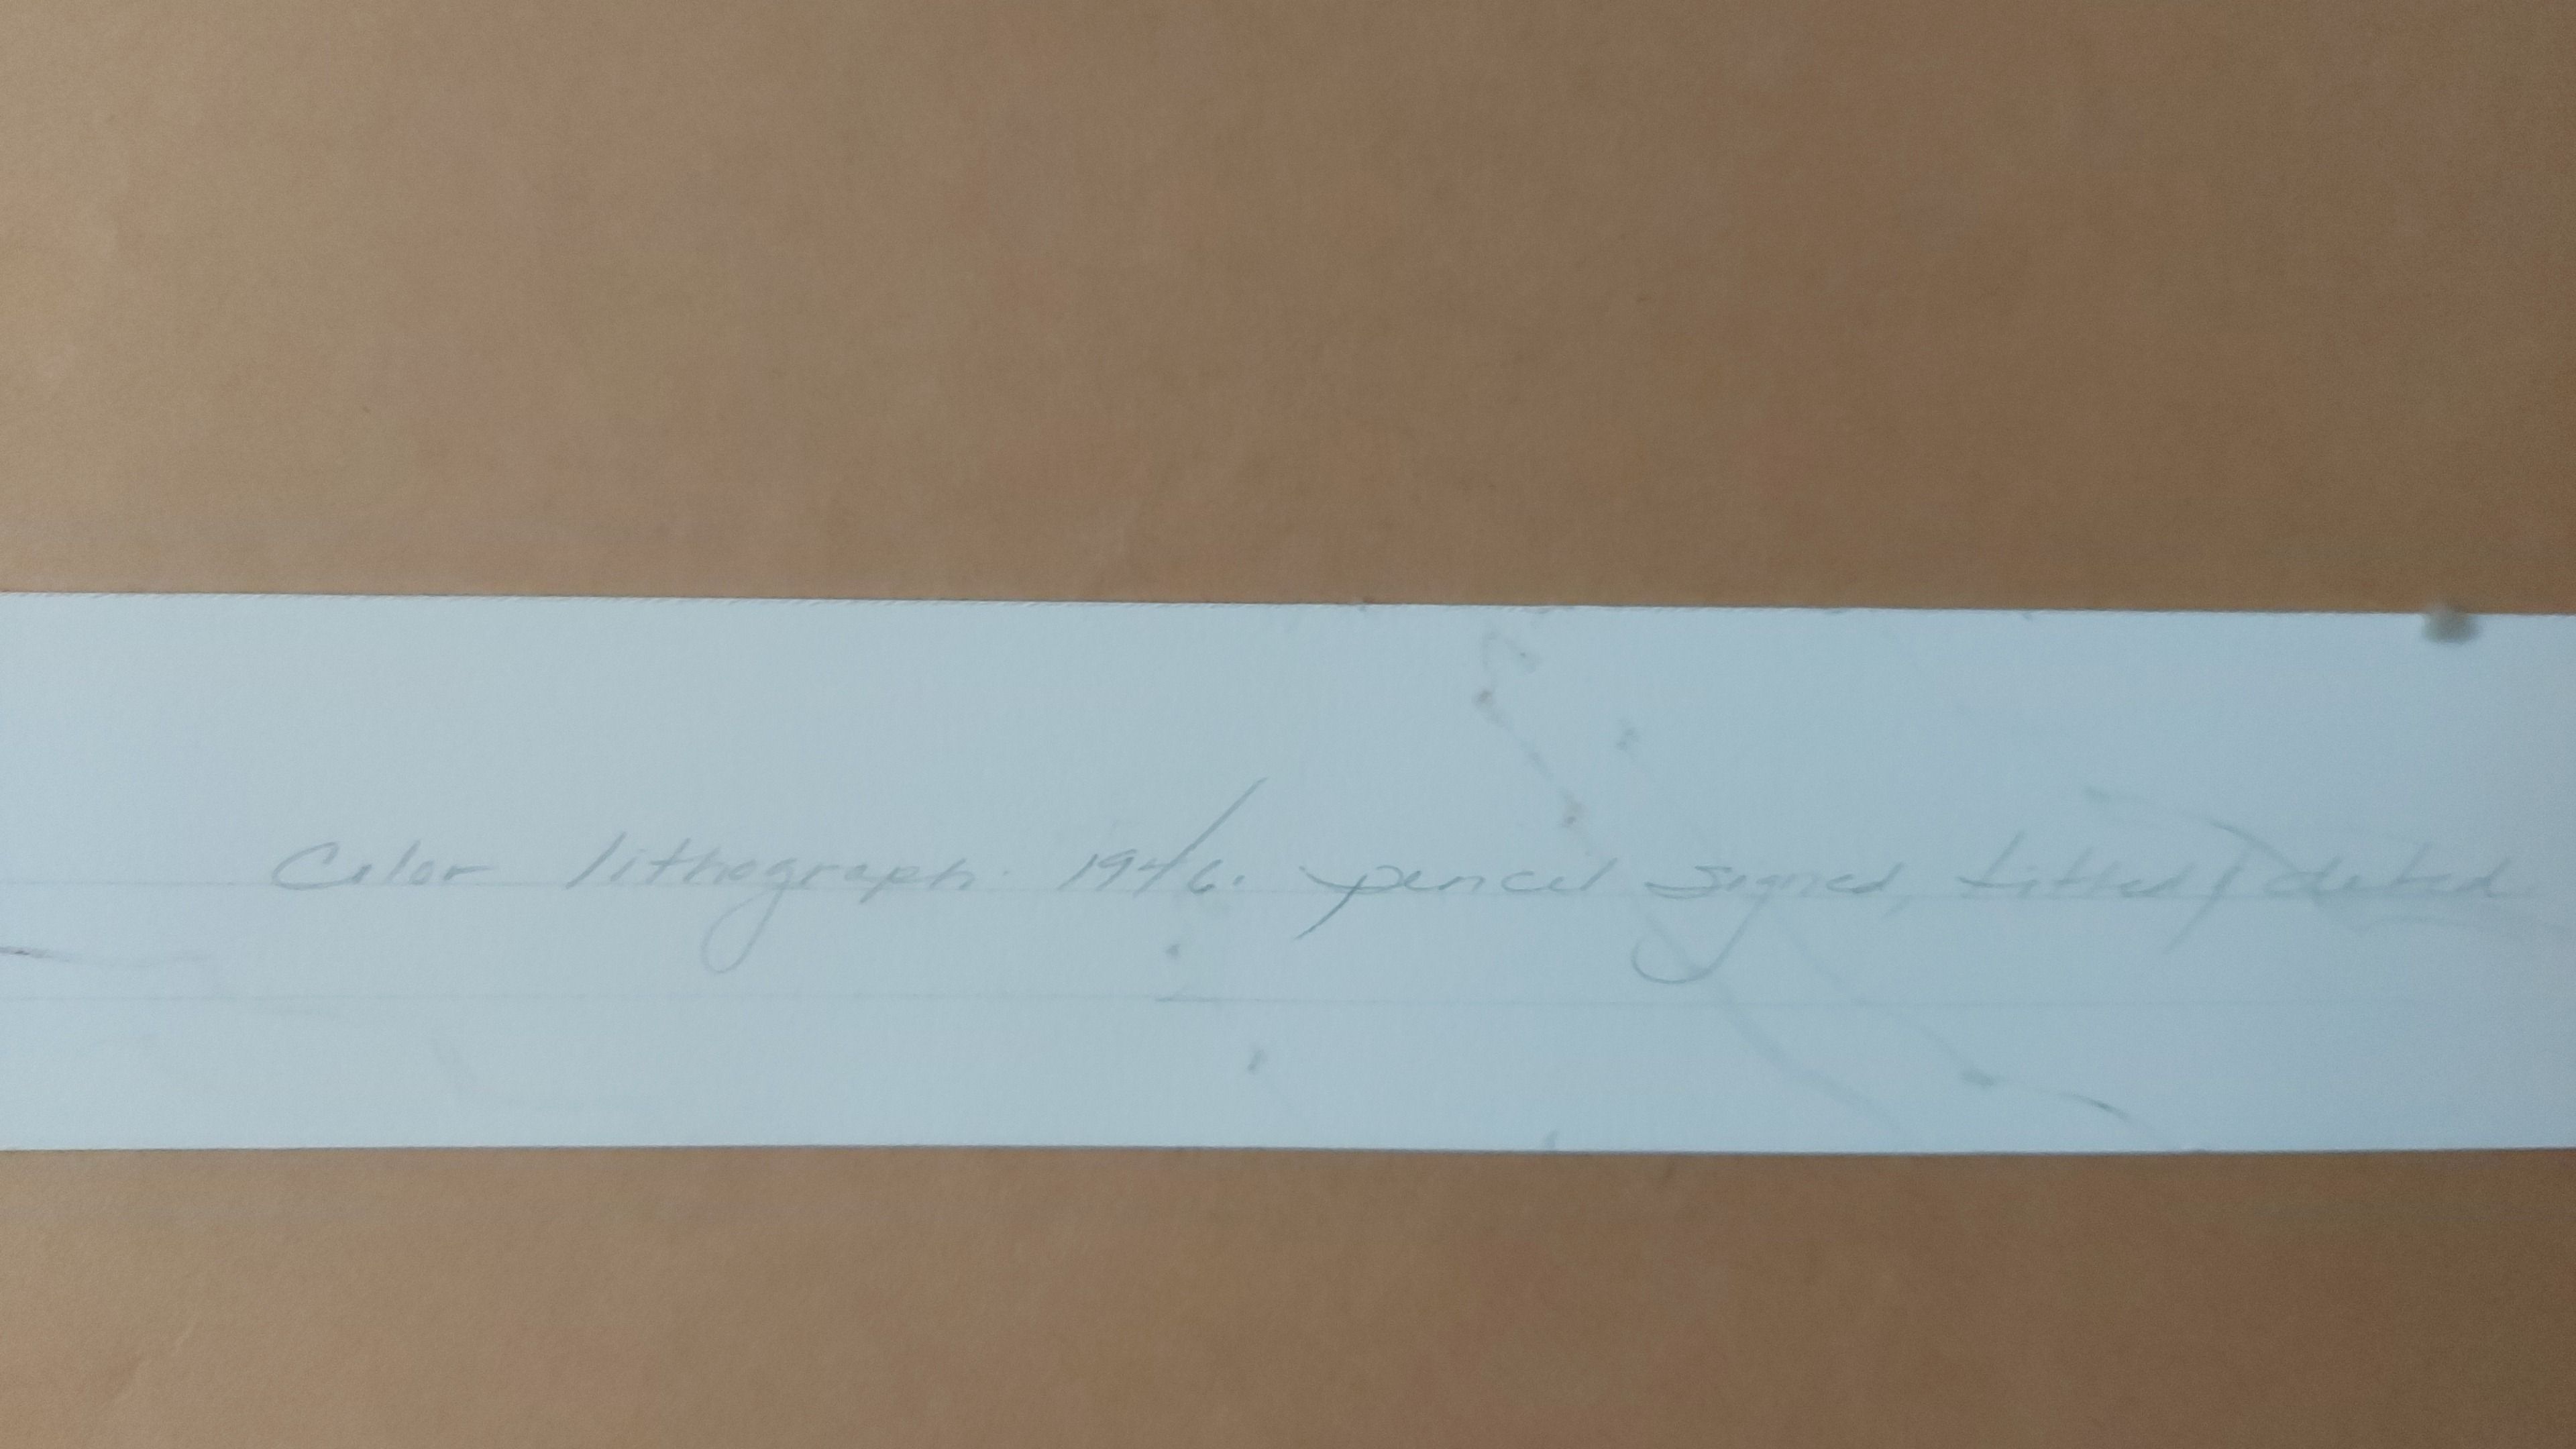 Color lithograph. 1946. pencil signed, titled, dated